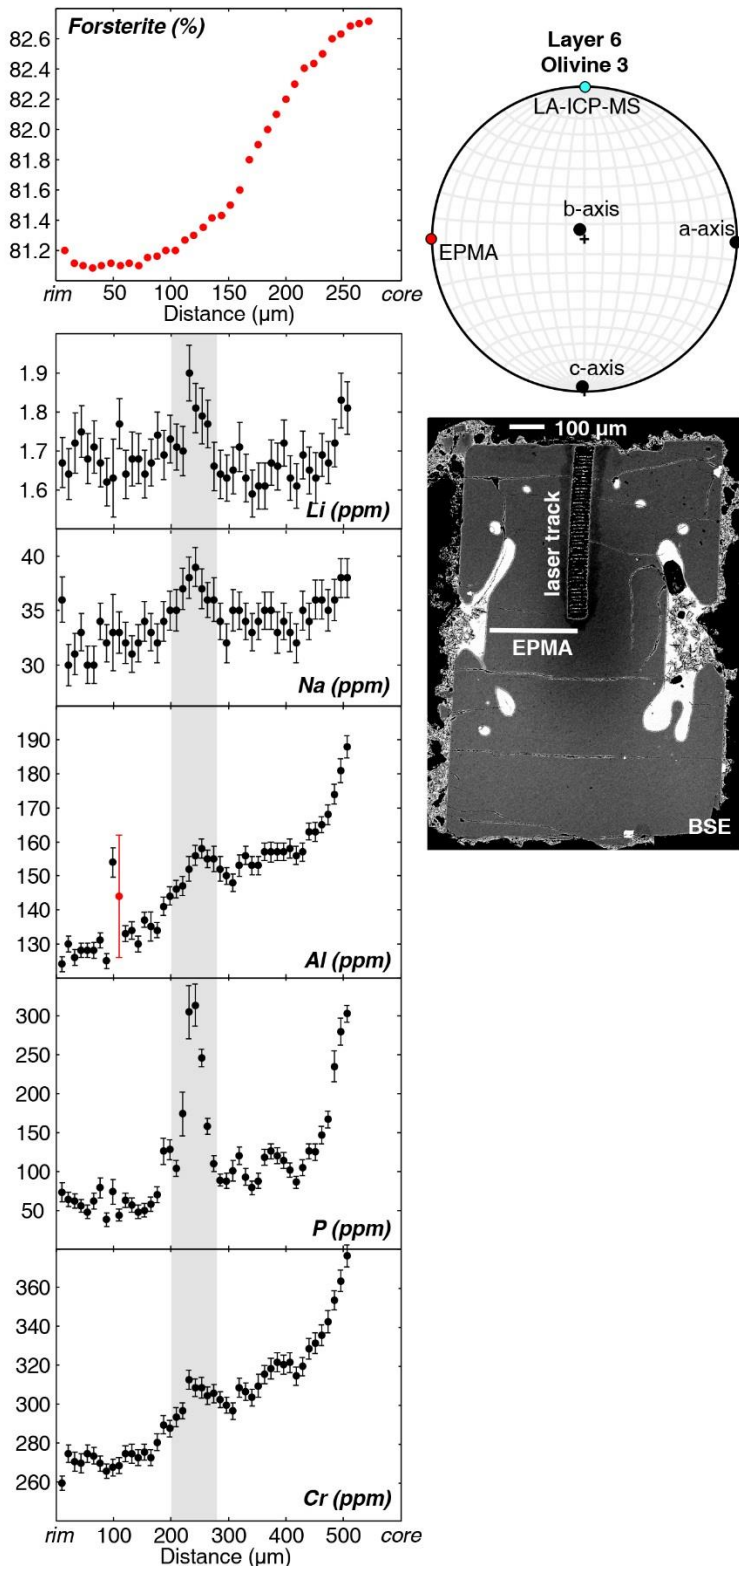 Forsterite (%)
82.6
82.4
82.2
82.0
81.8
81.6
81.4
81.2
rim 50 100 150 200 250 core
Distance (µm)
Layer 6
Olivine 3
LA-ICP-MS
b-axis
a-axis
EPMA
c-axis
1.9
1.8
1.7
1.6
Li (ppm)
40
35
30
Na (ppm)
190
180
170
160
150
140
130
Al (ppm)
300
250
200
150
100
50
P (ppm)
360
340
320
300
280
260
Cr (ppm)
rim 100 200 300 400 500 core
Distance (µm)
100 µm
laser track
EPMA
BSE